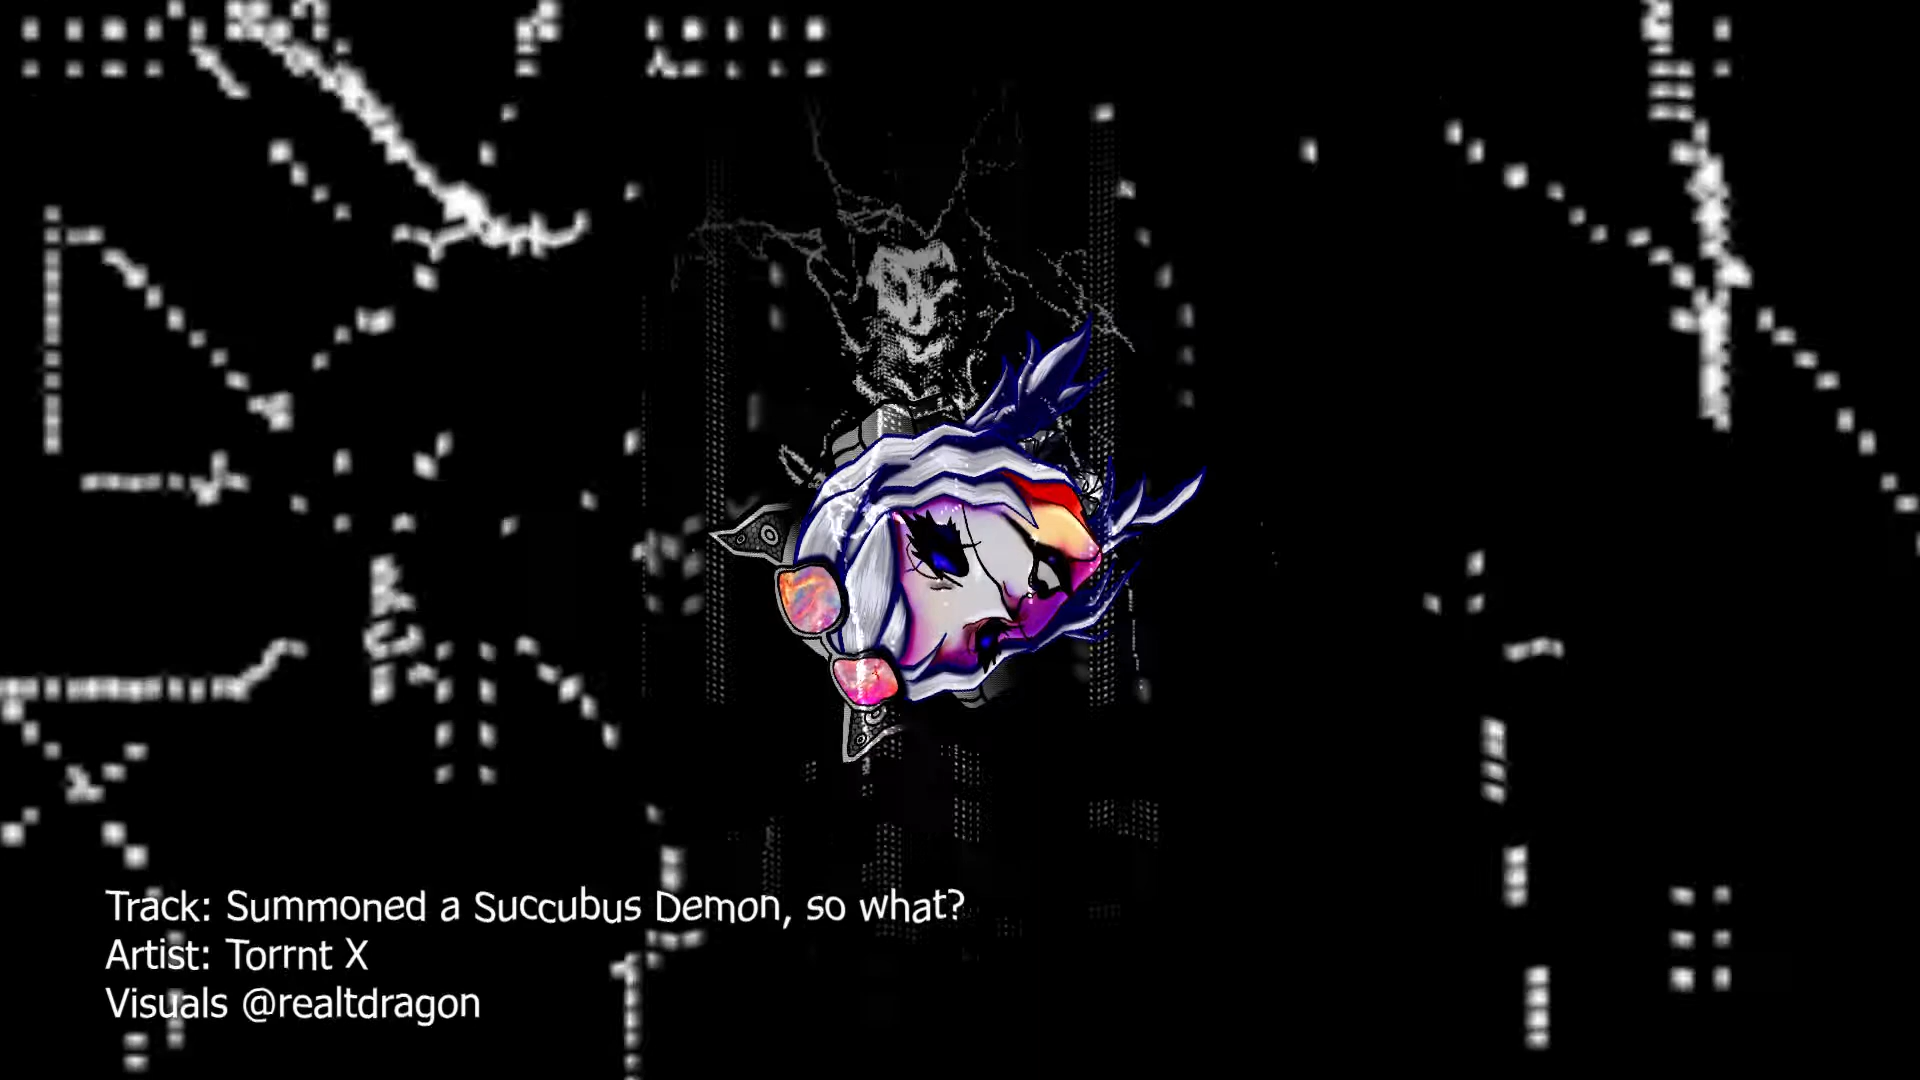 Track: Summoned a Succubus Demon, so what?
Artist: Torrnt X
Visuals @realtdragon